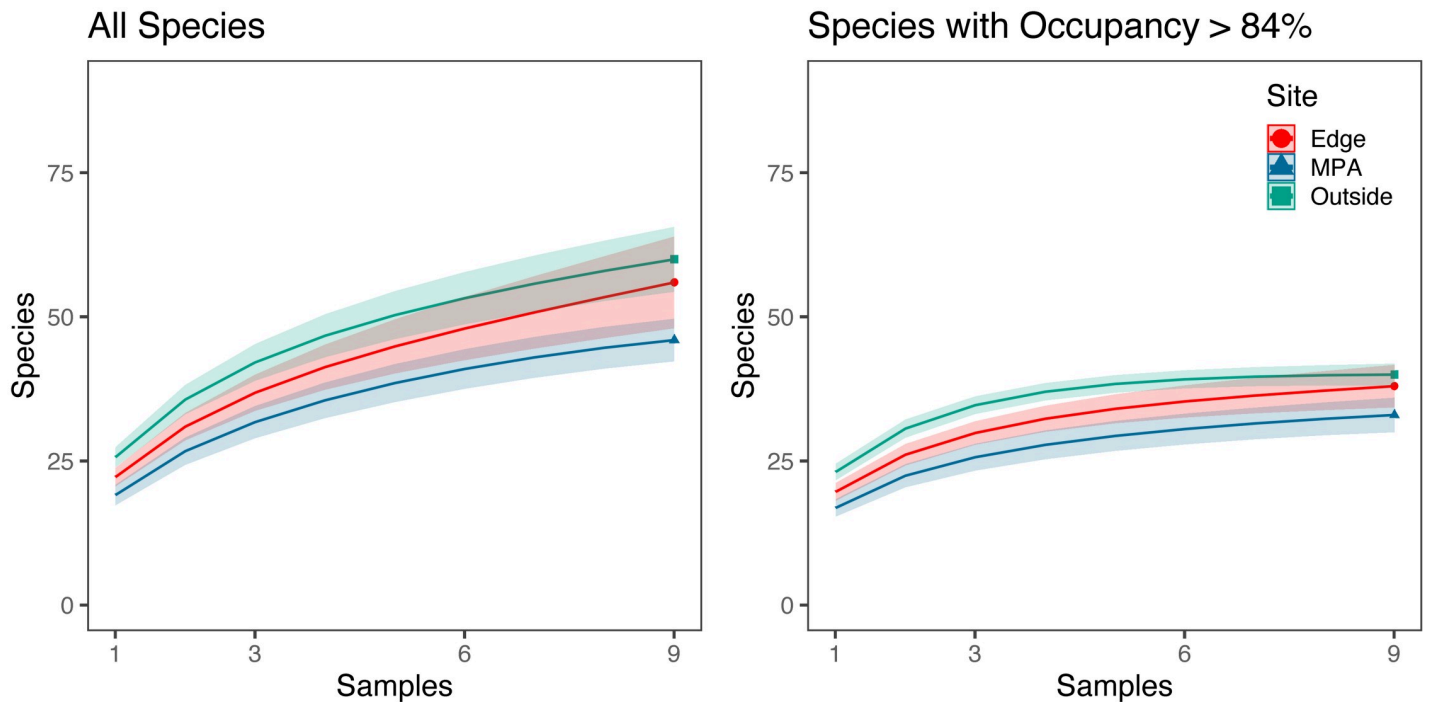 All Species
Species with Occupancy > 84%
Species
75
50
25
0
1 3 6 9
Samples
Species
75
50
25
0
1 3 6 9
Samples
Site
Edge
MPA
Outside